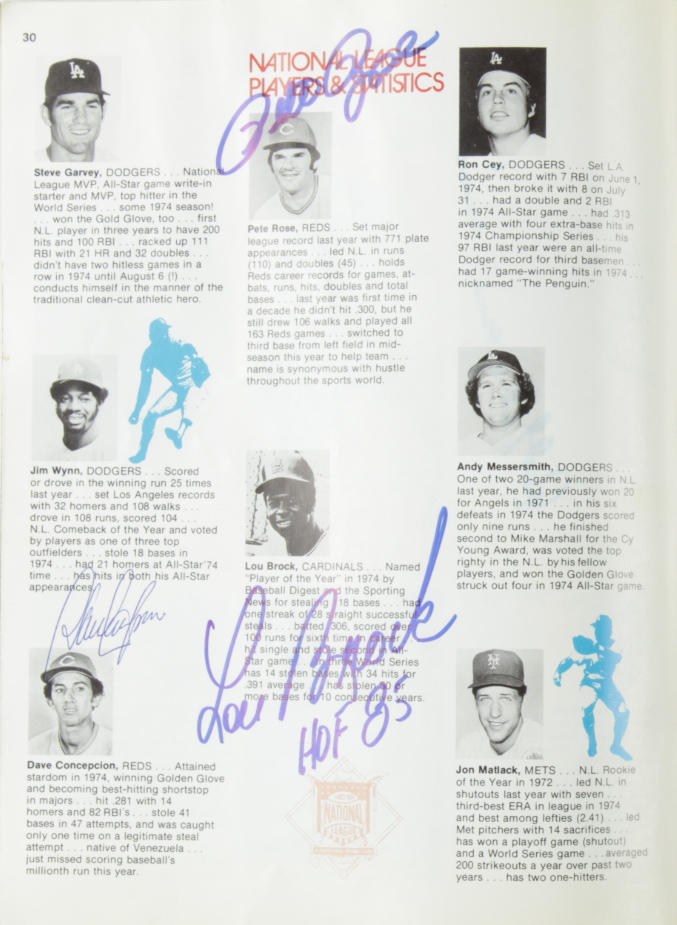 30
NATIONAL LEAGUE
PLAYERS & STATISTICS
Pete Rose
Steve Garvey, DODGERS . . . National
League MVP, All-Star game write-in
starter and MVP, top hitter in the
World Series . . . some 1974 season!
. . . won the Gold Glove, too . . . first
N.L. player in three years to have 200
hits and 100 RBI . . . racked up 111
RBI with 21 HR and 32 doubles . . .
didn't have two hitless games in a
row in 1974 until August 6 (!) . . .
conducts himself in the manner of the
traditional clean-cut athletic hero.
Jim Wynn, DODGERS . . . Scored
or drove in the winning run 25 times
last year . . . set Los Angeles records
with 32 homers and 108 walks . . .
drove in 108 runs, scored 104 . . .
N.L. Comeback of the Year and voted
by players as one of three top
outfielders . . . stole 18 bases in
1974 . . . had 21 homers at All-Star '74
time . . . has hits in both his All-Star
appearances.
Dave Concepcion, REDS . . . Attained
stardom in 1974, winning Golden Glove
and becoming best-hitting shortstop
in majors . . . hit .281 with 14
homers and 82 RBI's . . . stole 41
bases in 47 attempts, and was caught
only one time on a legitimate steal
attempt . . . native of Venezuela . . .
just missed scoring baseball's
millionth run this year.
Pete Rose, REDS . . . Set major
league record last year with 771 plate
appearances . . . led N.L. in runs
(110) and doubles (45) . . . holds
Reds career records for games, at-
bats, runs, hits, doubles and total
bases . . . last year was first time in
a decade he didn't hit .300, but he
still drew 106 walks and played all
163 Reds games . . . switched to
third base from left field in mid-
season this year to help team . . .
name is synonymous with hustle
throughout the sports world.
Lou Brock, CARDINALS . . . Named
"Player of the Year" in 1974 by
Baseball Digest and the Sporting
News for stealing 118 bases . . . had
one streak of 28 straight successful
steals . . . batted .306, scored over
100 runs for sixth time in career . . .
had single and stole second in All-
Star game . . . in three World Series
has 14 stolen bases with 34 hits for
.391 average . . . has stolen 50 or
more bases for 10 consecutive years.
Lou Brock
HOF 85
NATIONAL
LEAGUE
Ron Cey, DODGERS . . . Set L.A.
Dodger record with 7 RBI on June 1,
1974, then broke it with 8 on July
31 . . . had a double and 2 RBI
in 1974 All-Star game . . . had .313
average with four extra-base hits in
1974 Championship Series . . . his
97 RBI last year were an all-time
Dodger record for third basemen . . .
had 17 game-winning hits in 1974 . . .
nicknamed "The Penguin."
Andy Messersmith, DODGERS . . .
One of two 20-game winners in N.L.
last year, he had previously won 20
for Angels in 1971 . . . in his six
defeats in 1974 the Dodgers scored
only nine runs . . . he finished
second to Mike Marshall for the Cy
Young Award, was voted the top
righty in the N.L. by his fellow
players, and won the Golden Glove . . .
struck out four in 1974 All-Star game.
Jon Matlack, METS . . . N.L. Rookie
of the Year in 1972 . . . led N.L. in
shutouts last year with seven . . .
third-best ERA in league in 1974
and best among lefties (2.41) . . . led
Met pitchers with 14 sacrifices . . .
has won a playoff game (shutout)
and a World Series game . . . averaged
200 strikeouts a year over past two
years . . . has two one-hitters.